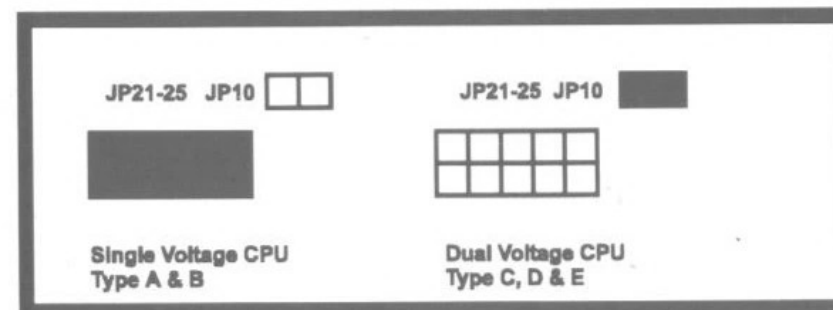 JP21-25 JP10
JP21-25 JP10
Single Voltage CPU
Type A & B
Dual Voltage CPU
Type C, D & E